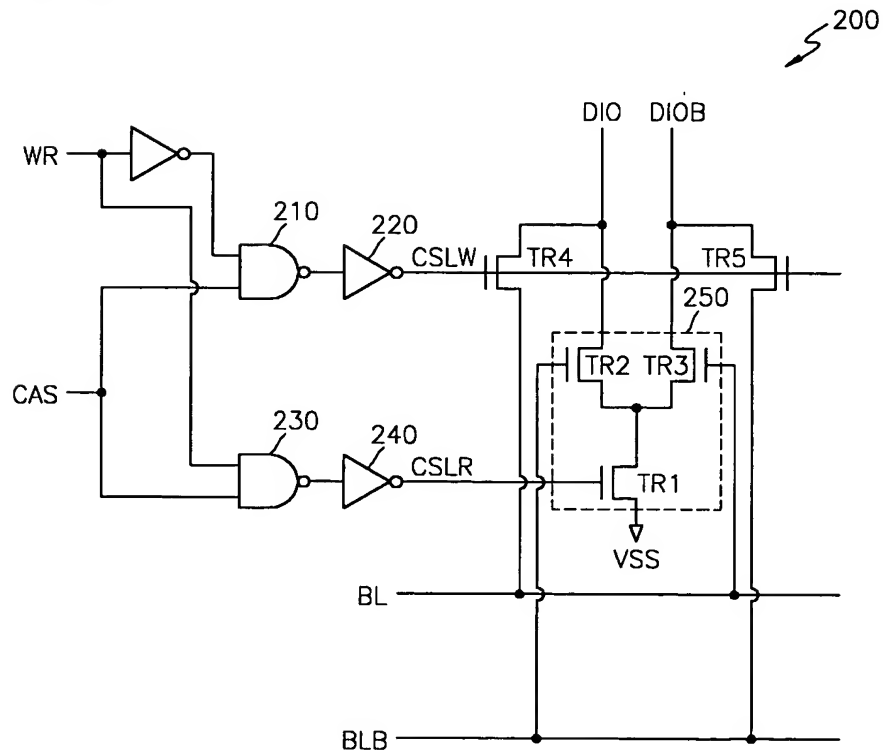 200
DIO DIOB
WR
210
220
CSLW
TR4
TR5
250
TR2 TR3
CAS
230
240
CSLR
TR1
VSS
BL
BLB